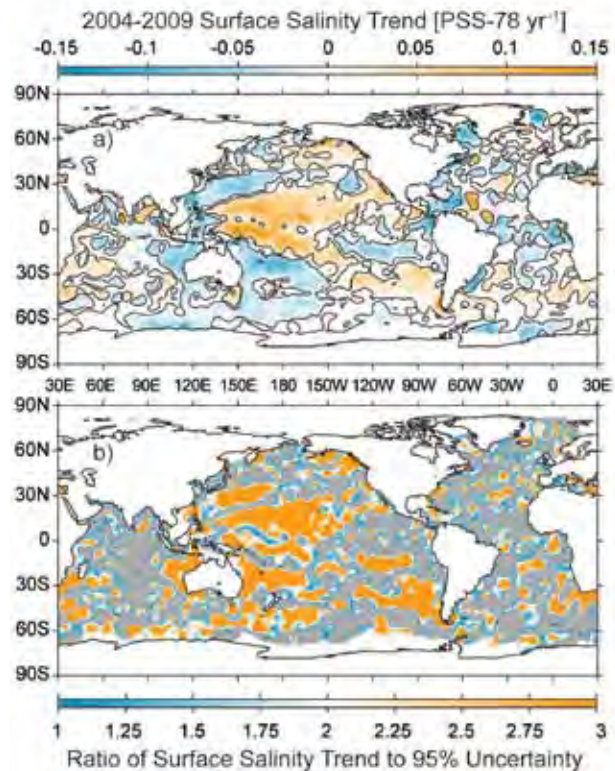 2004-2009 Surface Salinity Trend [PSS-78 yr⁻¹]
-0.15 -0.1 -0.05 0 0.05 0.1 0.15
90N
a)
60N
30N
0
30S
60S
90S
30E 60E 90E 120E 150E 180 150W 120W 90W 60W 30W 0 30E
90N
b)
60N
30N
0
30S
60S
90S
1 1.25 1.5 1.75 2 2.25 2.5 2.75 3
Ratio of Surface Salinity Trend to 95% Uncertainty